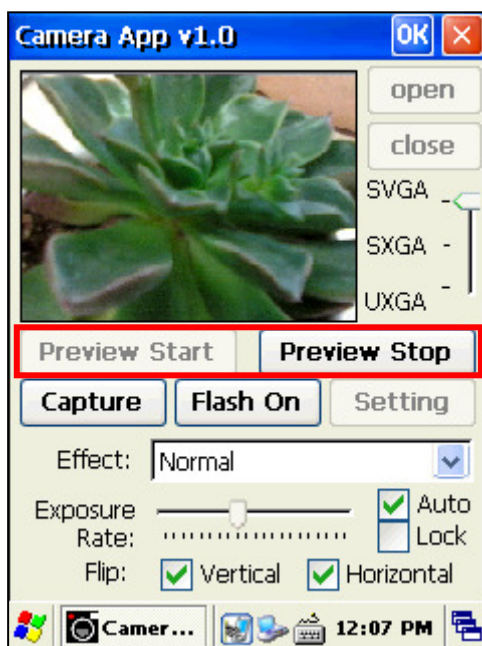 Camera App v1.0 OK
open
close
SVGA
SXGA
UXGA
Preview Start Preview Stop
Capture Flash On Setting
Effect: Normal
Exposure Rate: Auto
Lock
Flip: Vertical Horizontal
Camer... 12:07 PM